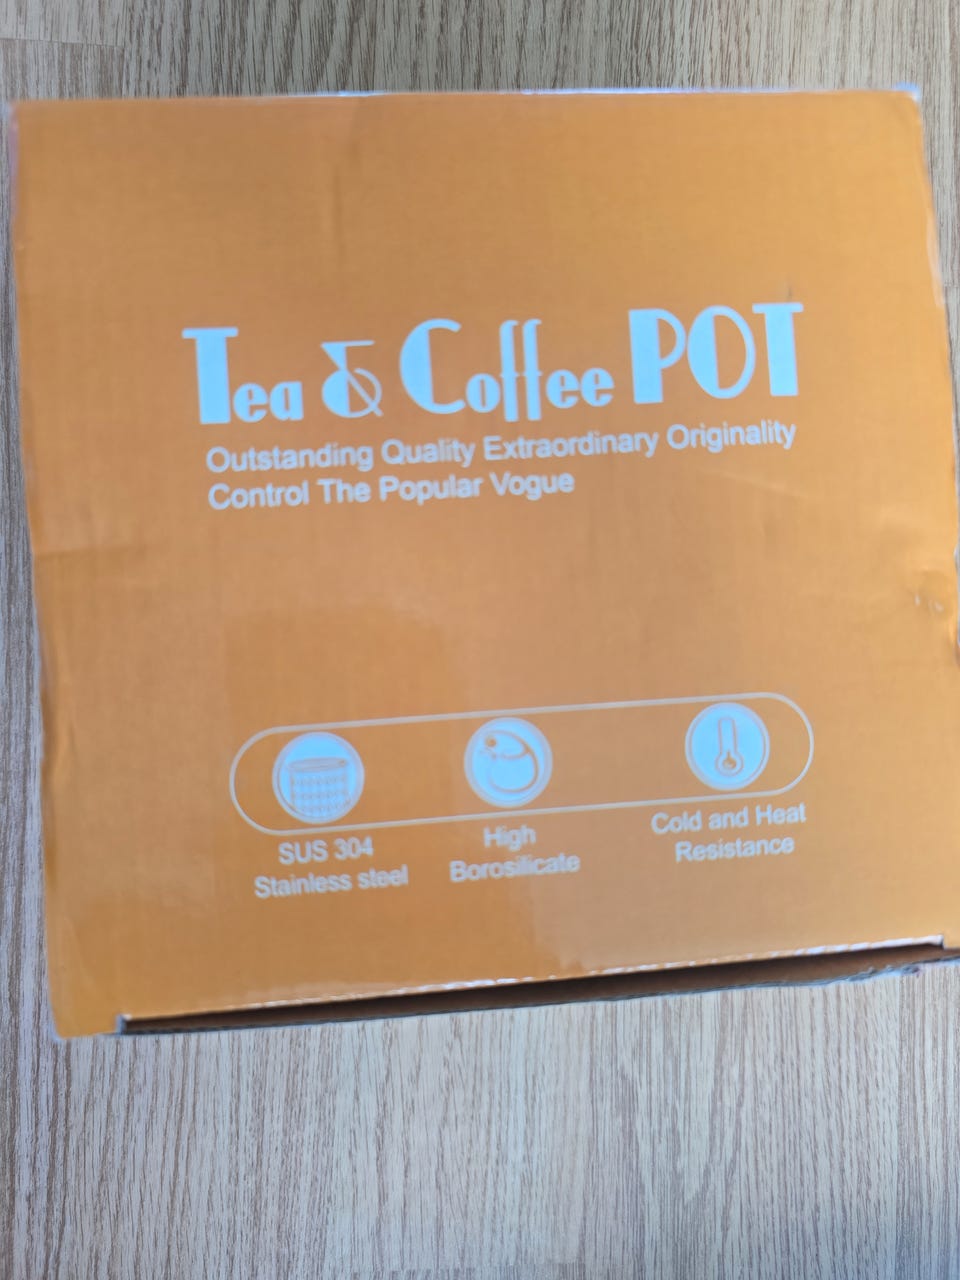 Tea & Coffee POT
Outstanding Quality Extraordinary Originality
Control The Popular Vogue
SUS 304
Stainless steel
High
Borosilicate
Cold and Heat
Resistance